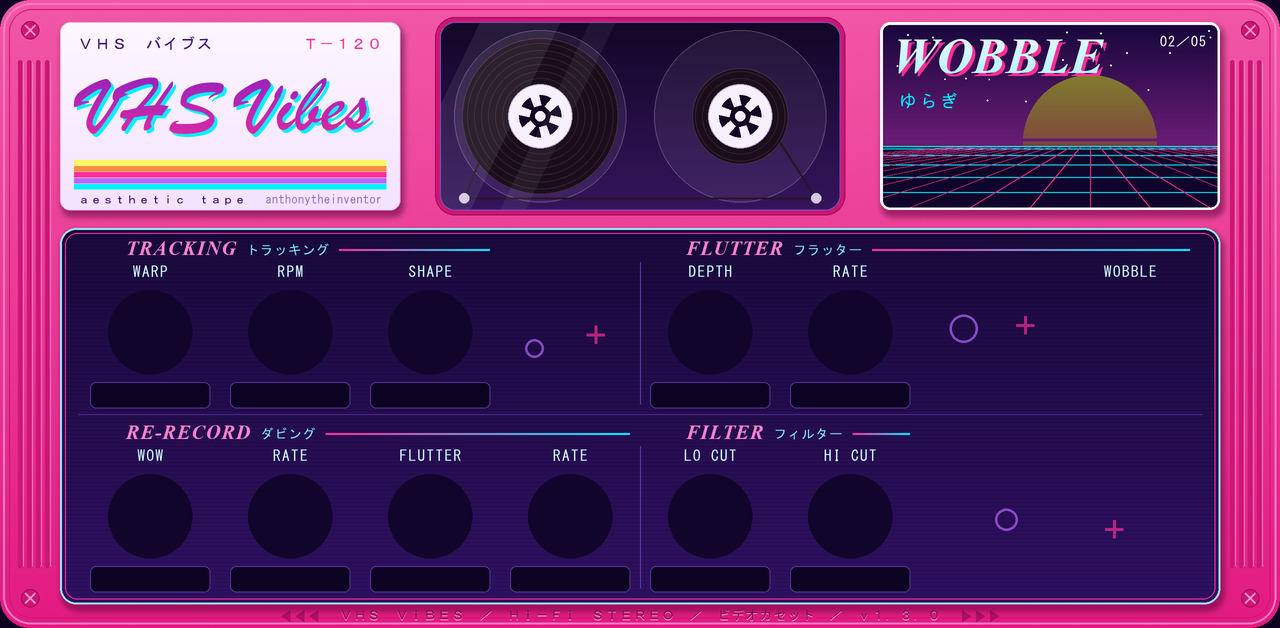 VHS バイブス
T-120
VHS Vibes
aesthetic tape
anthonytheinventor
WOBBLE
02/05
ゆらぎ
TRACKING トラッキング
WARP
RPM
SHAPE
FLUTTER フラッター
DEPTH
RATE
WOBBLE
RE-RECORD ダビング
WOW
RATE
FLUTTER
RATE
FILTER フィルター
LO CUT
HI CUT
VHS VIBES / HI-FI STEREO / ビデオカセット / v1.3.0